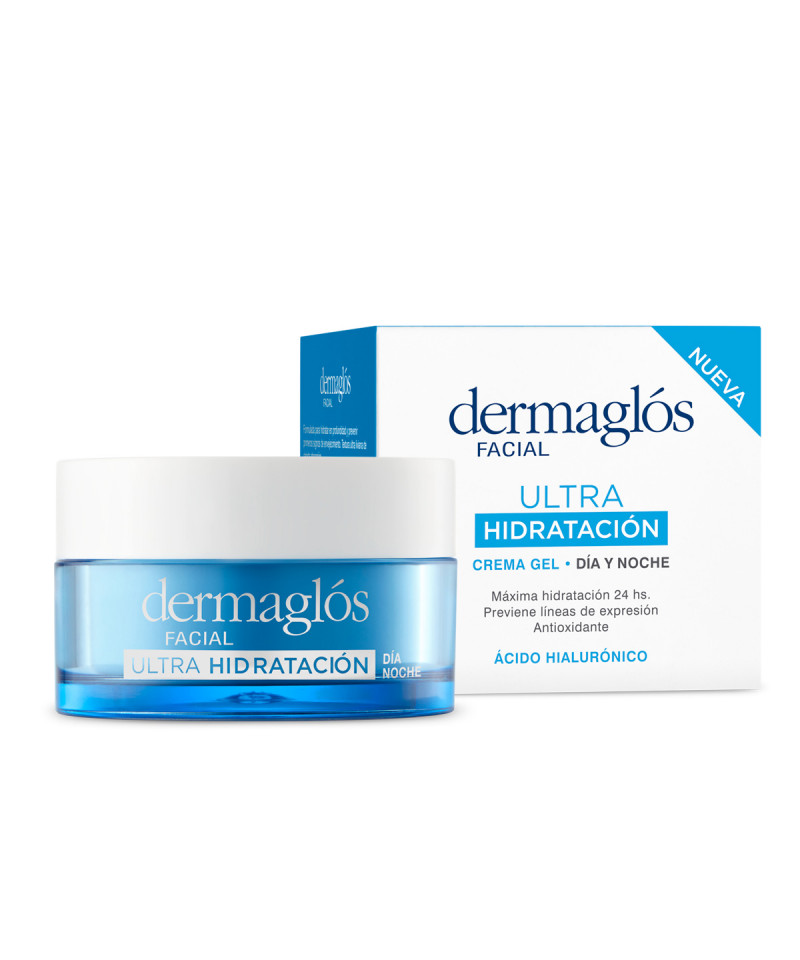 dermaglós
FACIAL
NUEVA
dermaglós
FACIAL
ULTRA
HIDRATACIÓN
CREMA GEL • DÍA Y NOCHE
Máxima hidratación 24 hs.
Previene líneas de expresión
Antioxidante
ÁCIDO HIALURÓNICO
dermaglós
FACIAL
ULTRA HIDRATACIÓN
DÍA
NOCHE